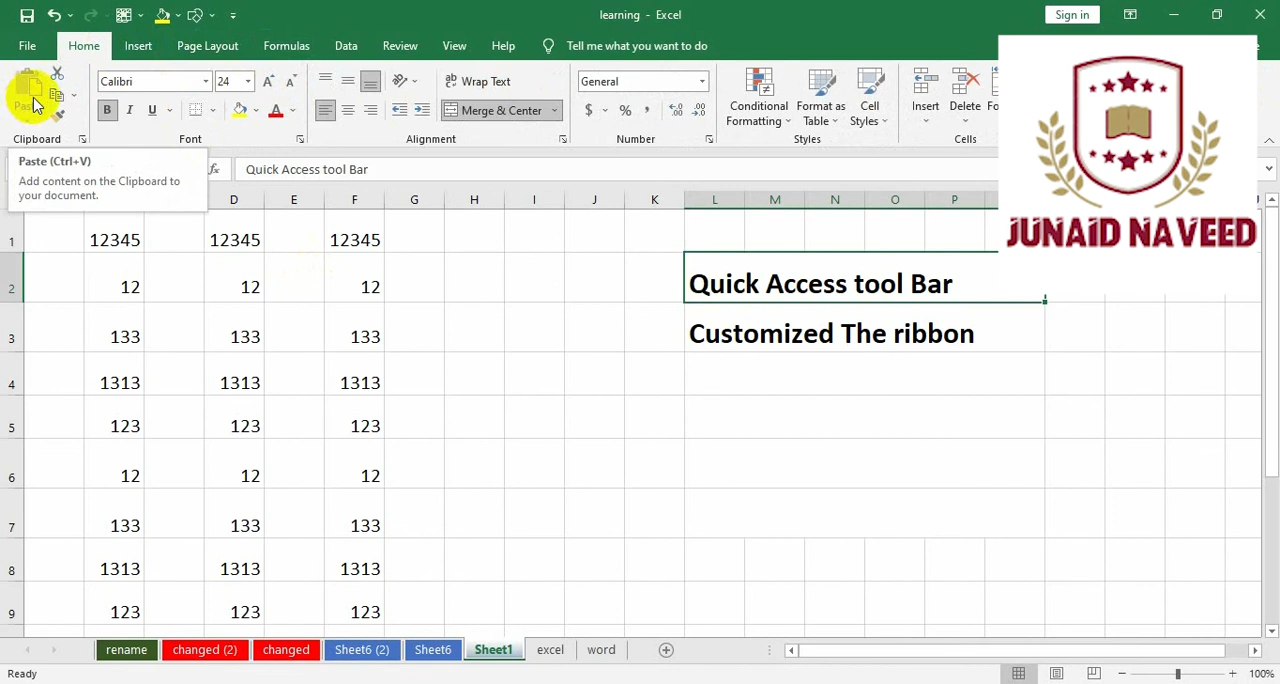 learning - Excel
Sign in
File Home Insert Page Layout Formulas Data Review View Help Tell me what you want to do
JUNAID NAVEED
Calibri 24 Wrap Text General
B I U Merge & Center $ % , Conditional Formatting Format as Table Cell Styles Insert Delete
Clipboard Font Alignment Number Styles Cells
Paste (Ctrl+V)
Add content on the Clipboard to
your document.
fx Quick Access tool Bar
D E F G H I J K L M N O P
1 12345 12345 12345
2 12 12 12 Quick Access tool Bar
3 133 133 133 Customized The ribbon
4 1313 1313 1313
5 123 123 123
6 12 12 12
7 133 133 133
8 1313 1313 1313
9 123 123 123
rename changed (2) changed Sheet6 (2) Sheet6 Sheet1 excel word
Ready 100%